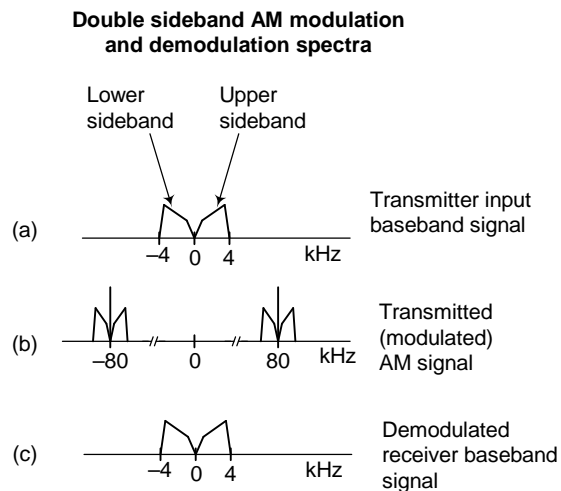 Double sideband AM modulation
and demodulation spectra
Lower
sideband
Upper
sideband
(a)
–4 0 4 kHz
Transmitter input
baseband signal
(b)
–80 0 80 kHz
Transmitted
(modulated)
AM signal
(c)
–4 0 4 kHz
Demodulated
receiver baseband
signal